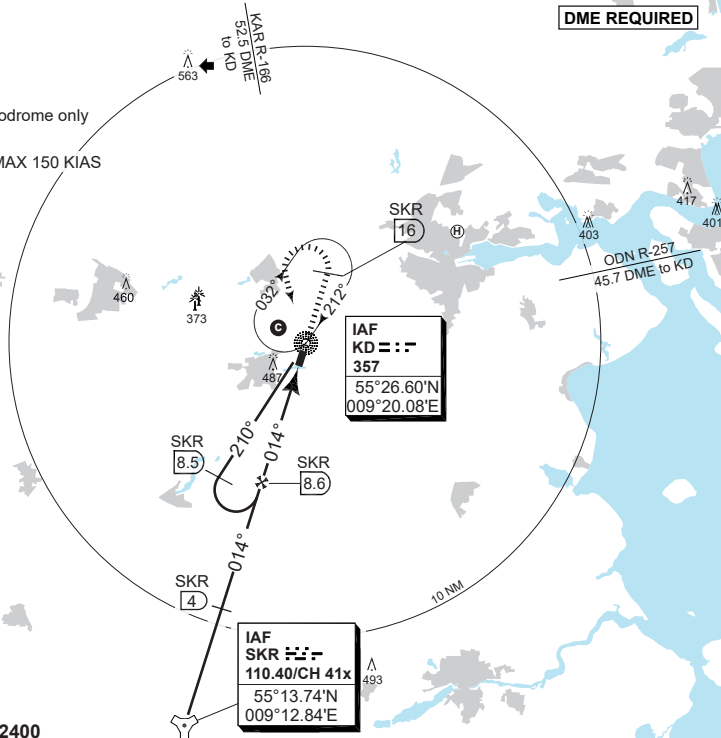 DME REQUIRED
KAR R-166
52.5 DME
to KD
563
odrome only
MAX 150 KIAS
417
401
SKR
16
H
403
ODN R-257
45.7 DME to KD
460
373
032°
212°
C
487
IAF
KD
357
55°26.60'N
009°20.08'E
210°
014°
SKR
8.5
SKR
8.6
014°
SKR
4
10 NM
IAF
SKR
110.40/CH 41x
55°13.74'N
009°12.84'E
493
2400